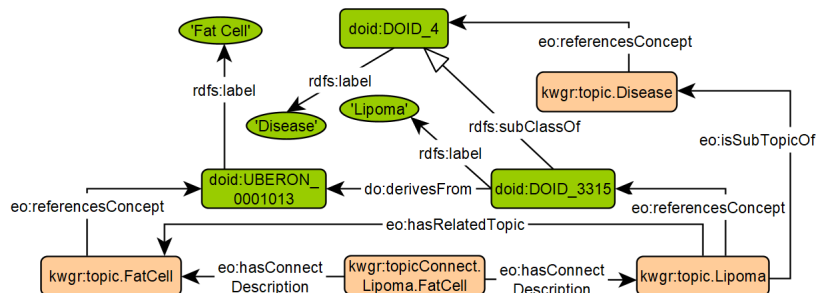 'Fat Cell'
doid:DOID_4
eo:referencesConcept
rdfs:label
rdfs:label
kwgr:topic.Disease
'Lipoma'
'Disease'
rdfs:subClassOf
eo:isSubTopicOf
rdfs:label
doid:UBERON_
0001013
do:derivesFrom
doid:DOID_3315
eo:referencesConcept
eo:referencesConcept
eo:hasRelatedTopic
kwgr:topic.FatCell
eo:hasConnect
Description
kwgr:topicConnect.
Lipoma.FatCell
eo:hasConnect
Description
kwgr:topic.Lipoma